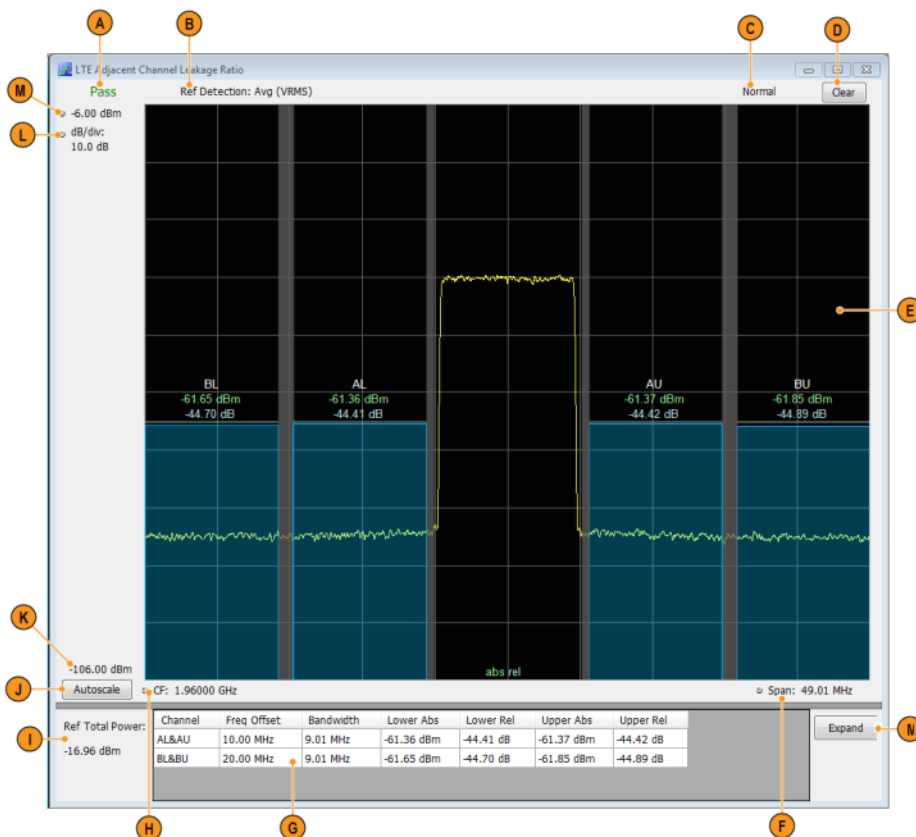 A
B
C
D
LTE Adjacent Channel Leakage Ratio
Pass
Ref Detection: Avg (VRMS)
Normal
Clear
M
-6.00 dBm
L
dB/div:
10.0 dB
E
BL
-61.65 dBm
-44.70 dB
AL
-61.36 dBm
-44.41 dB
AU
-61.37 dBm
-44.42 dB
BU
-61.85 dBm
-44.89 dB
K
-106.00 dBm
abs rel
J
Autoscale
CF: 1.96000 GHz
Span: 49.01 MHz
I
Ref Total Power:
-16.96 dBm
Channel Freq Offset Bandwidth Lower Abs Lower Rel Upper Abs Upper Rel
AL&AU 10.00 MHz 9.01 MHz -61.36 dBm -44.41 dB -61.37 dBm -44.42 dB
BL&BU 20.00 MHz 9.01 MHz -61.65 dBm -44.70 dB -61.85 dBm -44.89 dB
Expand
N
H
G
F